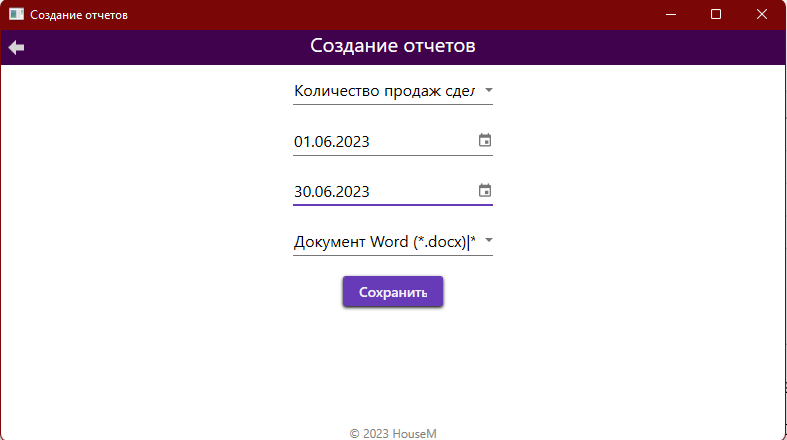 Создание отчетов
Создание отчетов
Количество продаж сдел
01.06.2023
30.06.2023
Документ Word (*.docx)|*
Сохранить
© 2023 HouseM